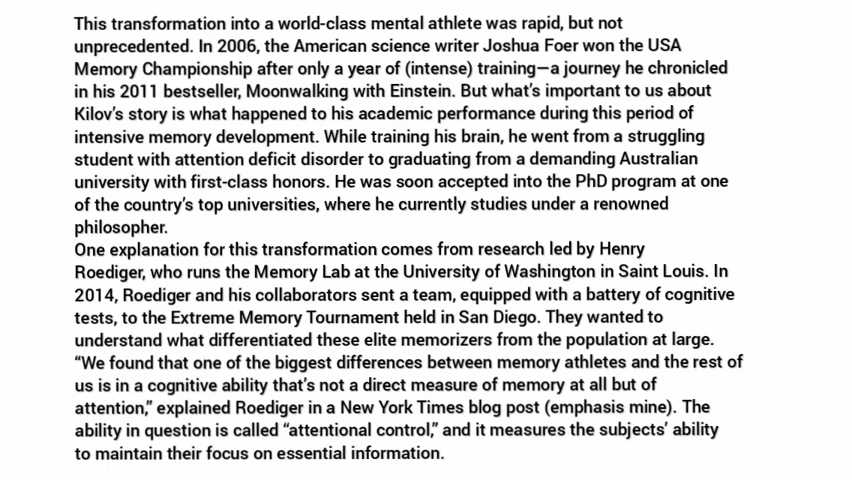 This transformation into a world-class mental athlete was rapid, but not
unprecedented. In 2006, the American science writer Joshua Foer won the USA
Memory Championship after only a year of (intense) training—a journey he chronicled
in his 2011 bestseller, Moonwalking with Einstein. But what's important to us about
Kilov's story is what happened to his academic performance during this period of
intensive memory development. While training his brain, he went from a struggling
student with attention deficit disorder to graduating from a demanding Australian
university with first-class honors. He was soon accepted into the PhD program at one
of the country's top universities, where he currently studies under a renowned
philosopher.
One explanation for this transformation comes from research led by Henry
Roediger, who runs the Memory Lab at the University of Washington in Saint Louis. In
2014, Roediger and his collaborators sent a team, equipped with a battery of cognitive
tests, to the Extreme Memory Tournament held in San Diego. They wanted to
understand what differentiated these elite memorizers from the population at large.
“We found that one of the biggest differences between memory athletes and the rest of
us is in a cognitive ability that's not a direct measure of memory at all but of
attention,” explained Roediger in a New York Times blog post (emphasis mine). The
ability in question is called “attentional control,” and it measures the subjects’ ability
to maintain their focus on essential information.